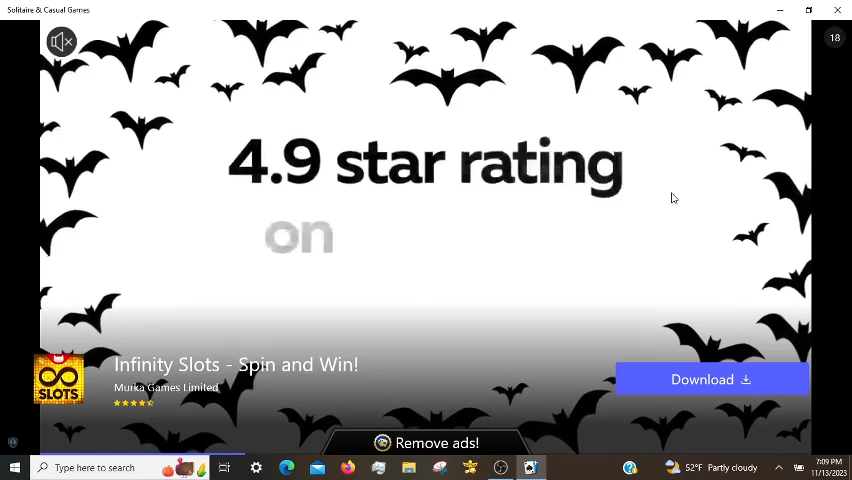 Solitaire & Casual Games
18
4.9 star rating
on
Infinity Slots - Spin and Win!
Murka Games Limited
SLOTS
Download
Remove ads!
Type here to search
52°F Partly cloudy
7:09 PM
11/13/2023